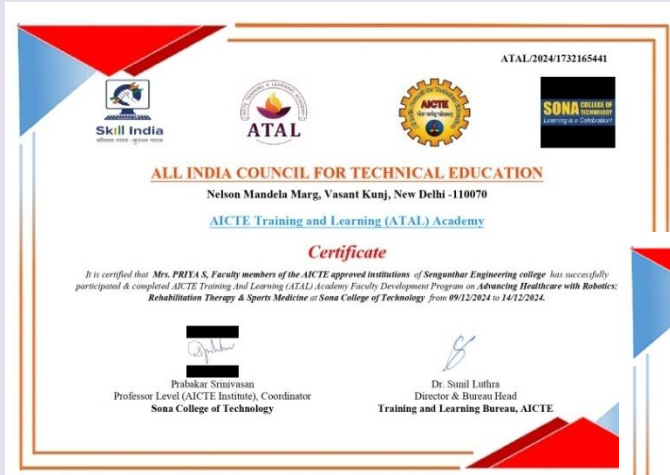 ATAL/2024/1732165441
Skill India
कौशल भारत - कुशल भारत
AICTE TRAINING & LEARNING ACADEMY
ATAL
AICTE
SONA COLLEGE OF TECHNOLOGY
Learning is a Celebration!
ALL INDIA COUNCIL FOR TECHNICAL EDUCATION
Nelson Mandela Marg, Vasant Kunj, New Delhi -110070
AICTE Training and Learning (ATAL) Academy
Certificate
It is certified that Mrs. PRIYA S, Faculty members of the AICTE approved institutions of Sengunthar Engineering college has successfully
participated & completed AICTE Training And Learning (ATAL) Academy Faculty Development Program on Advancing Healthcare with Robotics:
Rehabilitation Therapy & Sports Medicine at Sona College of Technology from 09/12/2024 to 14/12/2024.
Prabakar Srinivasan
Professor Level (AICTE Institute), Coordinator
Sona College of Technology
Dr. Sunil Luthra
Director & Bureau Head
Training and Learning Bureau, AICTE